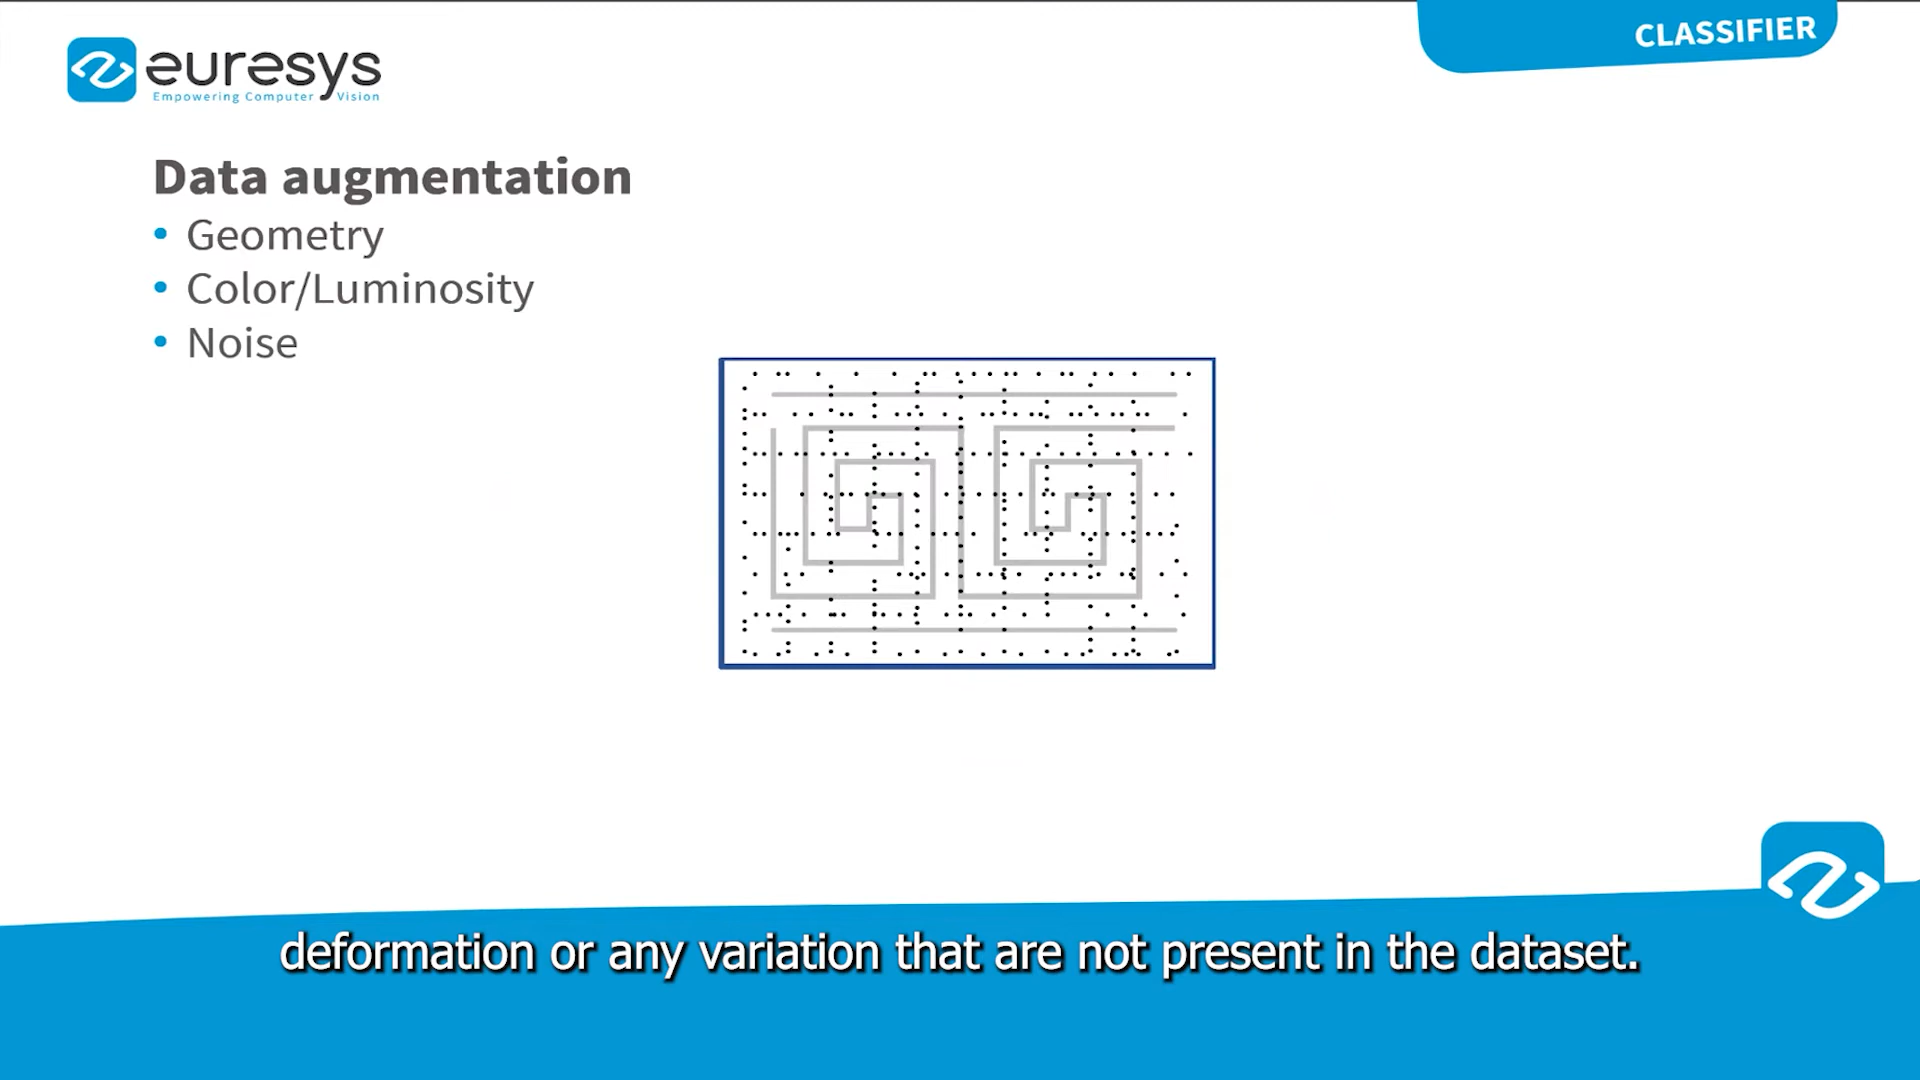 CLASSIFIER
euresys
Empowering Computer Vision
Data augmentation
• Geometry
• Color/Luminosity
• Noise
deformation or any variation that are not present in the dataset.